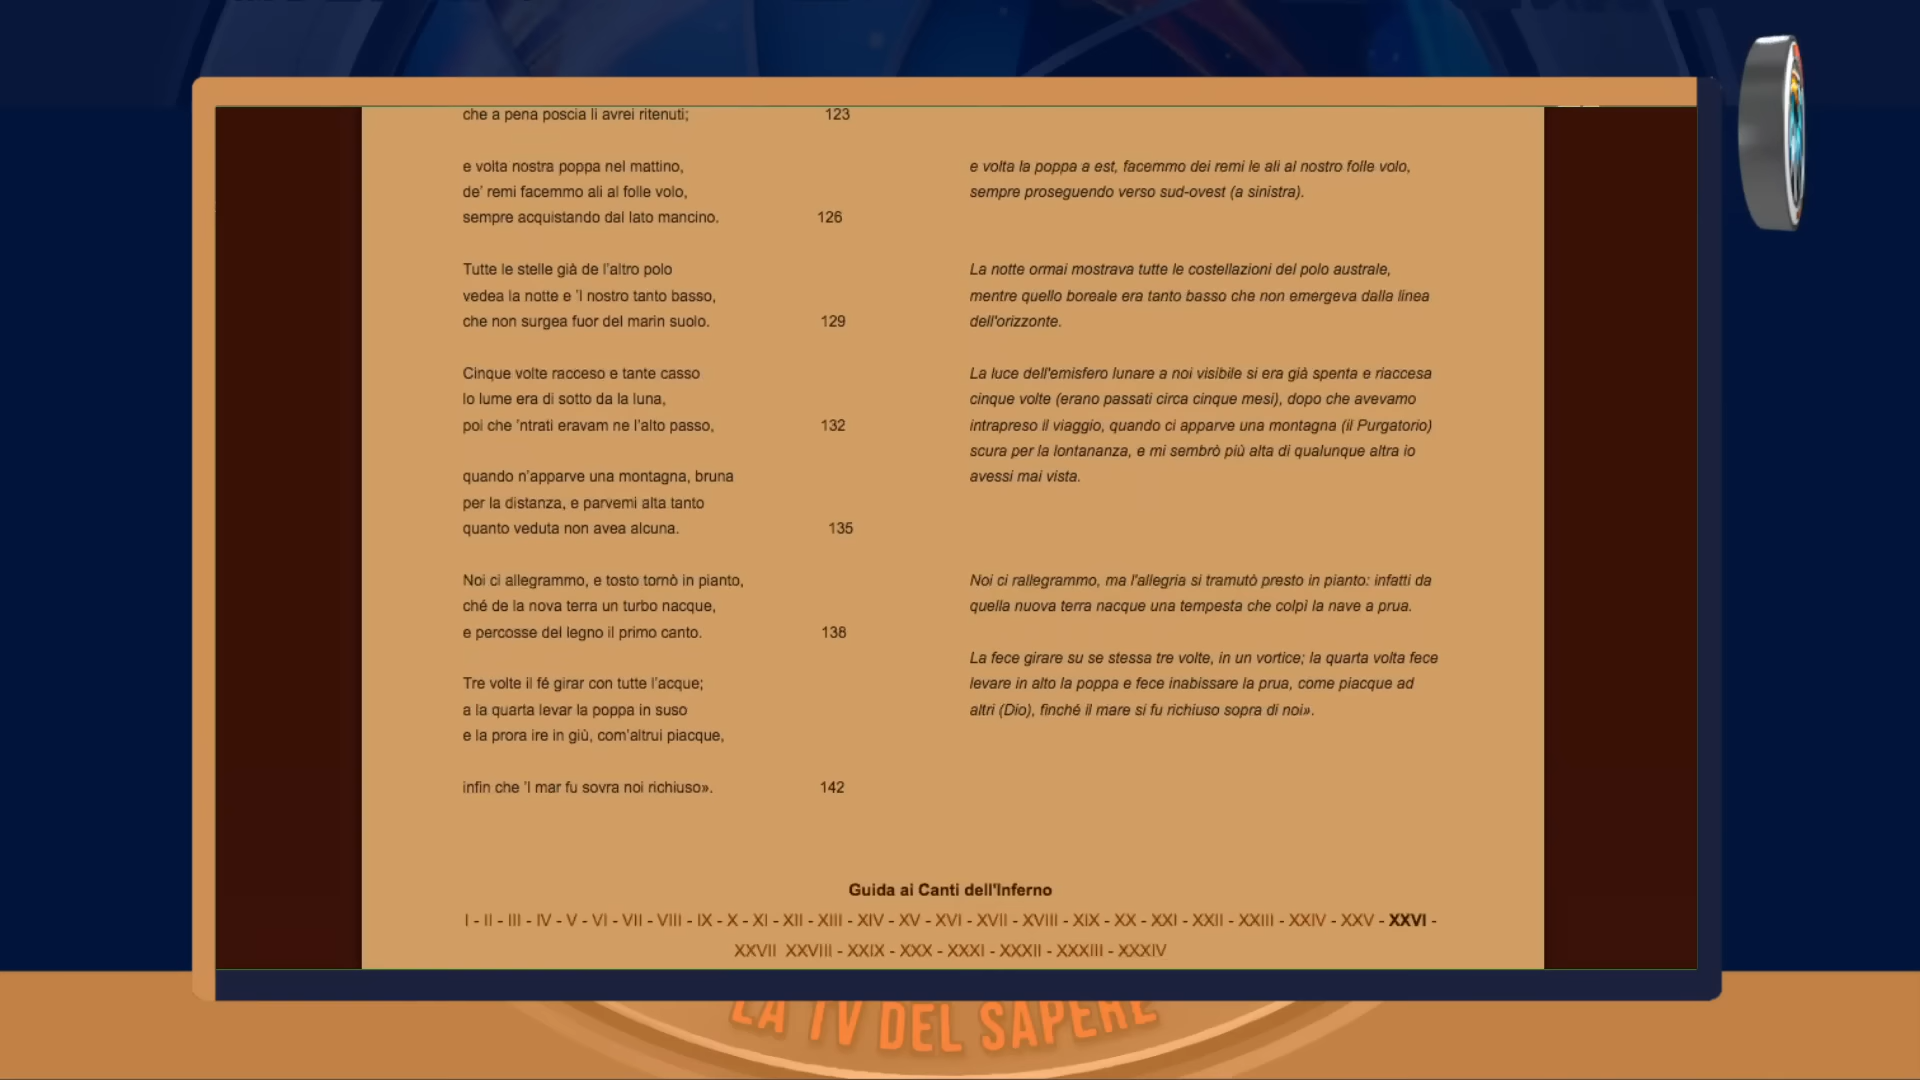 che a pena poscia li avrei ritenuti; 123
e volta nostra poppa nel mattino,
de' remi facemmo ali al folle volo,
sempre acquistando dal lato mancino. 126
Tutte le stelle già de l'altro polo
vedea la notte e 'l nostro tanto basso,
che non surgea fuor del marin suolo. 129
Cinque volte racceso e tante casso
lo lume era di sotto da la luna,
poi che 'ntrati eravam ne l'alto passo, 132
quando n'apparve una montagna, bruna
per la distanza, e parvemi alta tanto
quanto veduta non avea alcuna. 135
Noi ci allegrammo, e tosto tornò in pianto,
ché de la nova terra un turbo nacque,
e percosse del legno il primo canto. 138
Tre volte il fé girar con tutte l'acque;
a la quarta levar la poppa in suso
e la prora ire in giù, com'altrui piacque,
infin che 'l mar fu sovra noi richiuso». 142
e volta la poppa a est, facemmo dei remi le ali al nostro folle volo,
sempre proseguendo verso sud-ovest (a sinistra).
La notte ormai mostrava tutte le costellazioni del polo australe,
mentre quello boreale era tanto basso che non emergeva dalla linea
dell'orizzonte.
La luce dell'emisfero lunare a noi visibile si era già spenta e riaccesa
cinque volte (erano passati circa cinque mesi), dopo che avevamo
intrapreso il viaggio, quando ci apparve una montagna (il Purgatorio)
scura per la lontananza, e mi sembrò più alta di qualunque altra io
avessi mai vista.
Noi ci rallegrammo, ma l'allegria si tramutò presto in pianto: infatti da
quella nuova terra nacque una tempesta che colpì la nave a prua.
La fece girare su se stessa tre volte, in un vortice; la quarta volta fece
levare in alto la poppa e fece inabissare la prua, come piacque ad
altri (Dio), finché il mare si fu richiuso sopra di noi».
Guida ai Canti dell'Inferno
I - II - III - IV - V - VI - VII - VIII - IX - X - XI - XII - XIII - XIV - XV - XVI - XVII - XVIII - XIX - XX - XXI - XXII - XXIII - XXIV - XXV - XXVI -
XXVII XXVIII - XXIX - XXX - XXXI - XXXII - XXXIII - XXXIV
LA TV DEL SAPERE